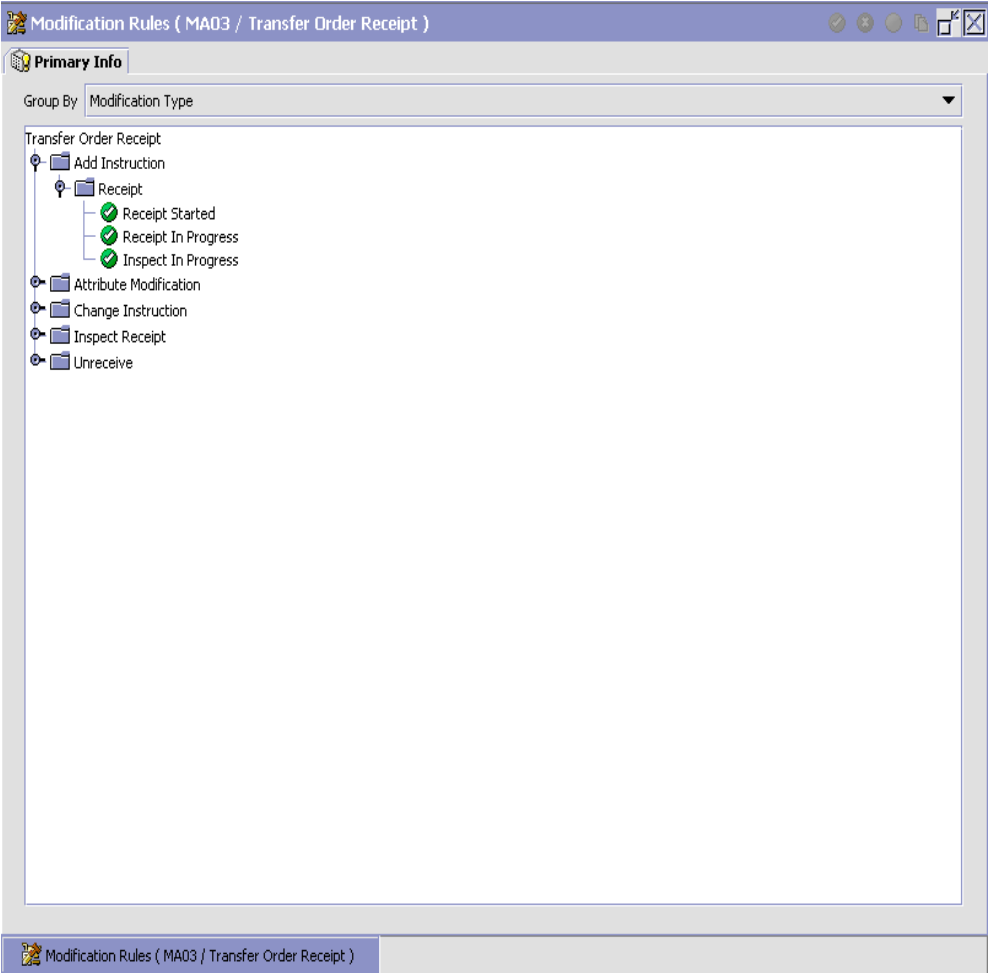 Modification Rules ( MA03 / Transfer Order Receipt )
Primary Info
Group By Modification Type
Transfer Order Receipt
Add Instruction
Receipt
Receipt Started
Receipt In Progress
Inspect In Progress
Attribute Modification
Change Instruction
Inspect Receipt
Unreceive
Modification Rules ( MA03 / Transfer Order Receipt )